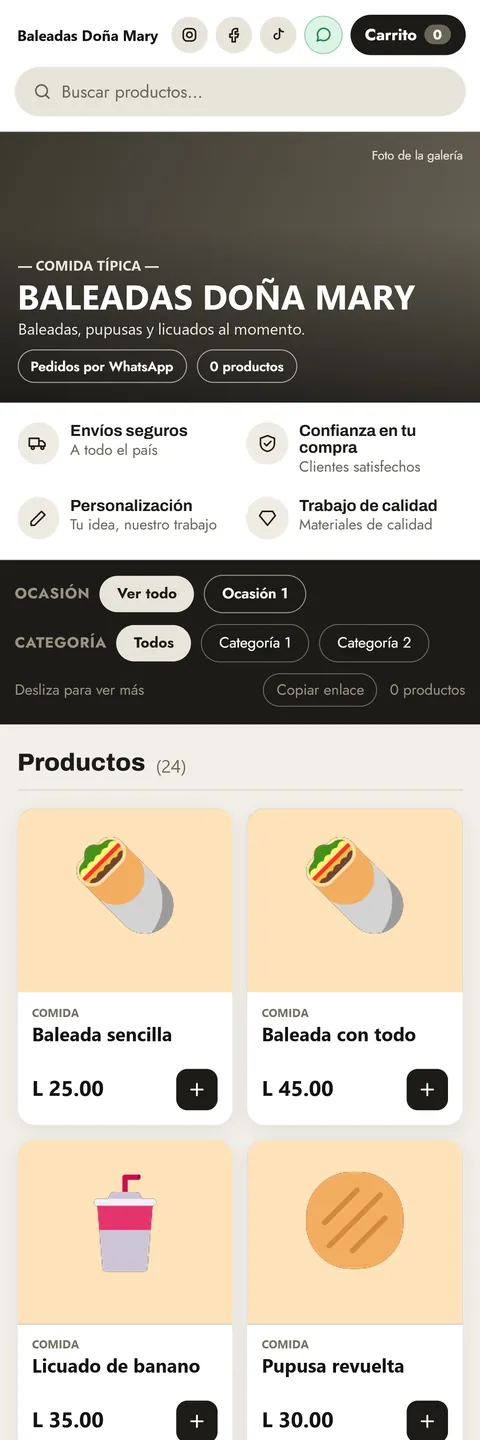 Baleadas Doña Mary
Carrito 0
Buscar productos...
Foto de la galería
— COMIDA TÍPICA —
BALEADAS DOÑA MARY
Baleadas, pupusas y licuados al momento.
Pedidos por WhatsApp
0 productos
Envíos seguros
A todo el país
Confianza en tu
compra
Clientes satisfechos
Personalización
Tu idea, nuestro trabajo
Trabajo de calidad
Materiales de calidad
OCASIÓN Ver todo Ocasión 1
CATEGORÍA Todos Categoría 1 Categoría 2
Desliza para ver más Copiar enlace 0 productos
Productos (24)
COMIDA
Baleada sencilla
L 25.00 +
COMIDA
Baleada con todo
L 45.00 +
COMIDA
Licuado de banano
L 35.00 +
COMIDA
Pupusa revuelta
L 30.00 +